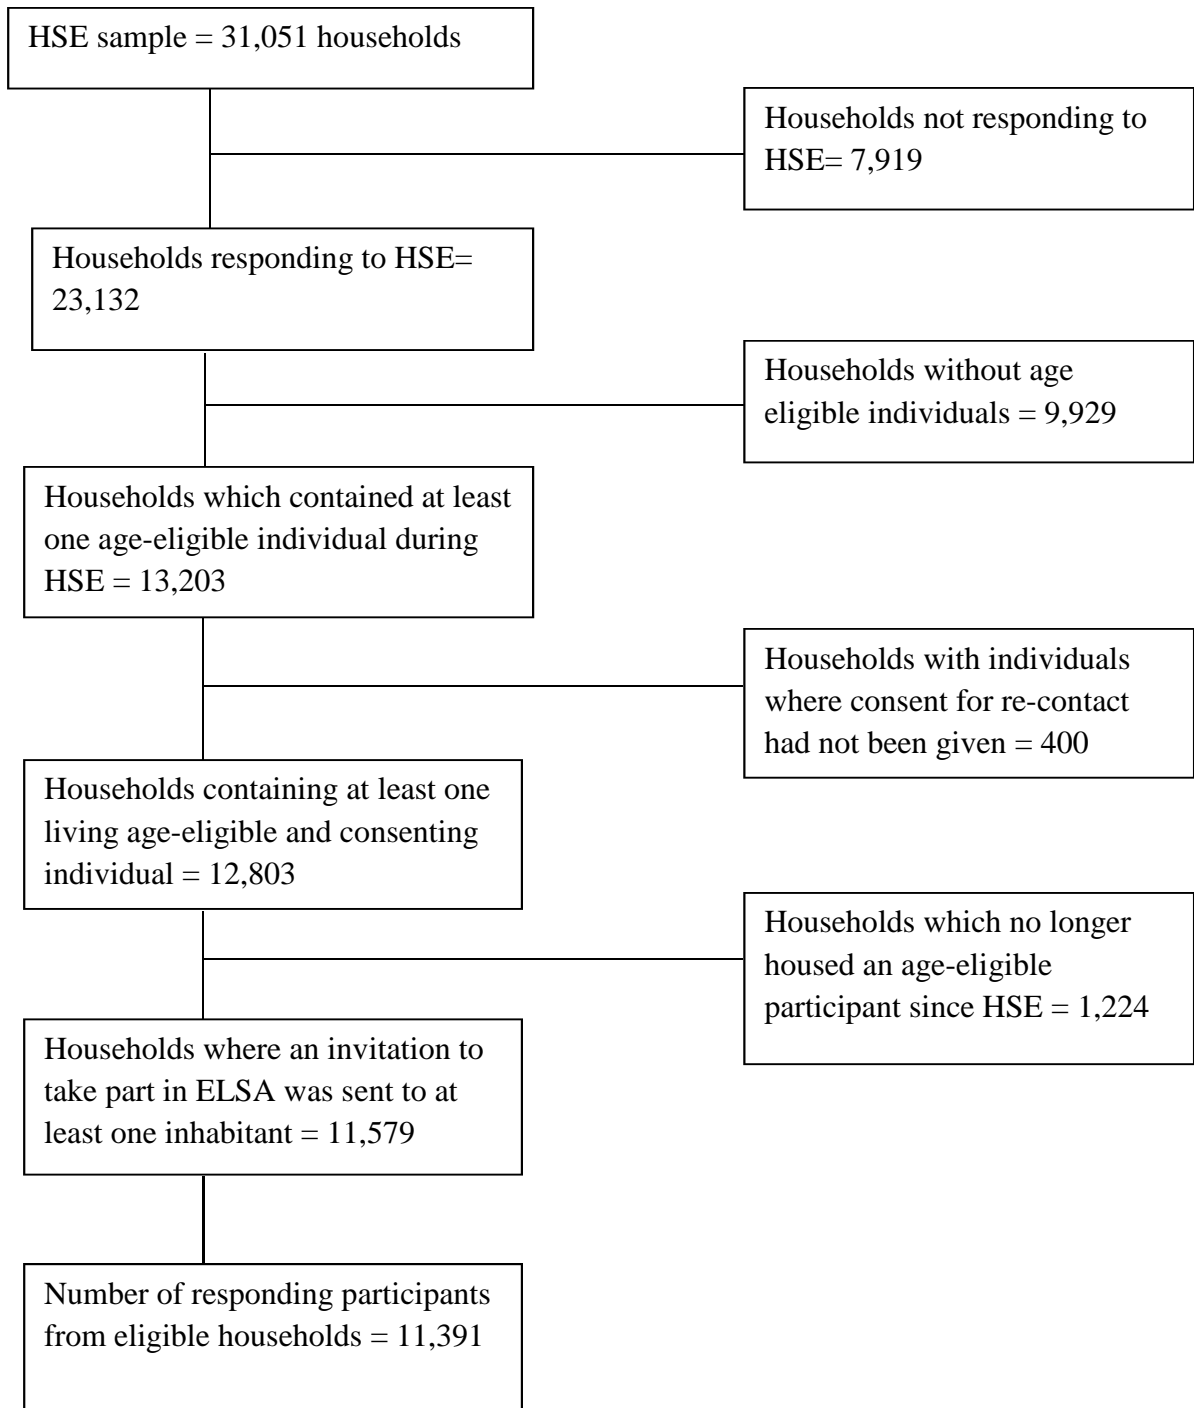 HSE sample = 31,051 households
Households not responding to
HSE= 7,919
Households responding to HSE=
23,132
Households without age
eligible individuals = 9,929
Households which contained at least
one age-eligible individual during
HSE = 13,203
Households with individuals
where consent for re-contact
had not been given = 400
Households containing at least one
living age-eligible and consenting
individual = 12,803
Households which no longer
housed an age-eligible
participant since HSE = 1,224
Households where an invitation to
take part in ELSA was sent to at
least one inhabitant = 11,579
Number of responding participants
from eligible households = 11,391